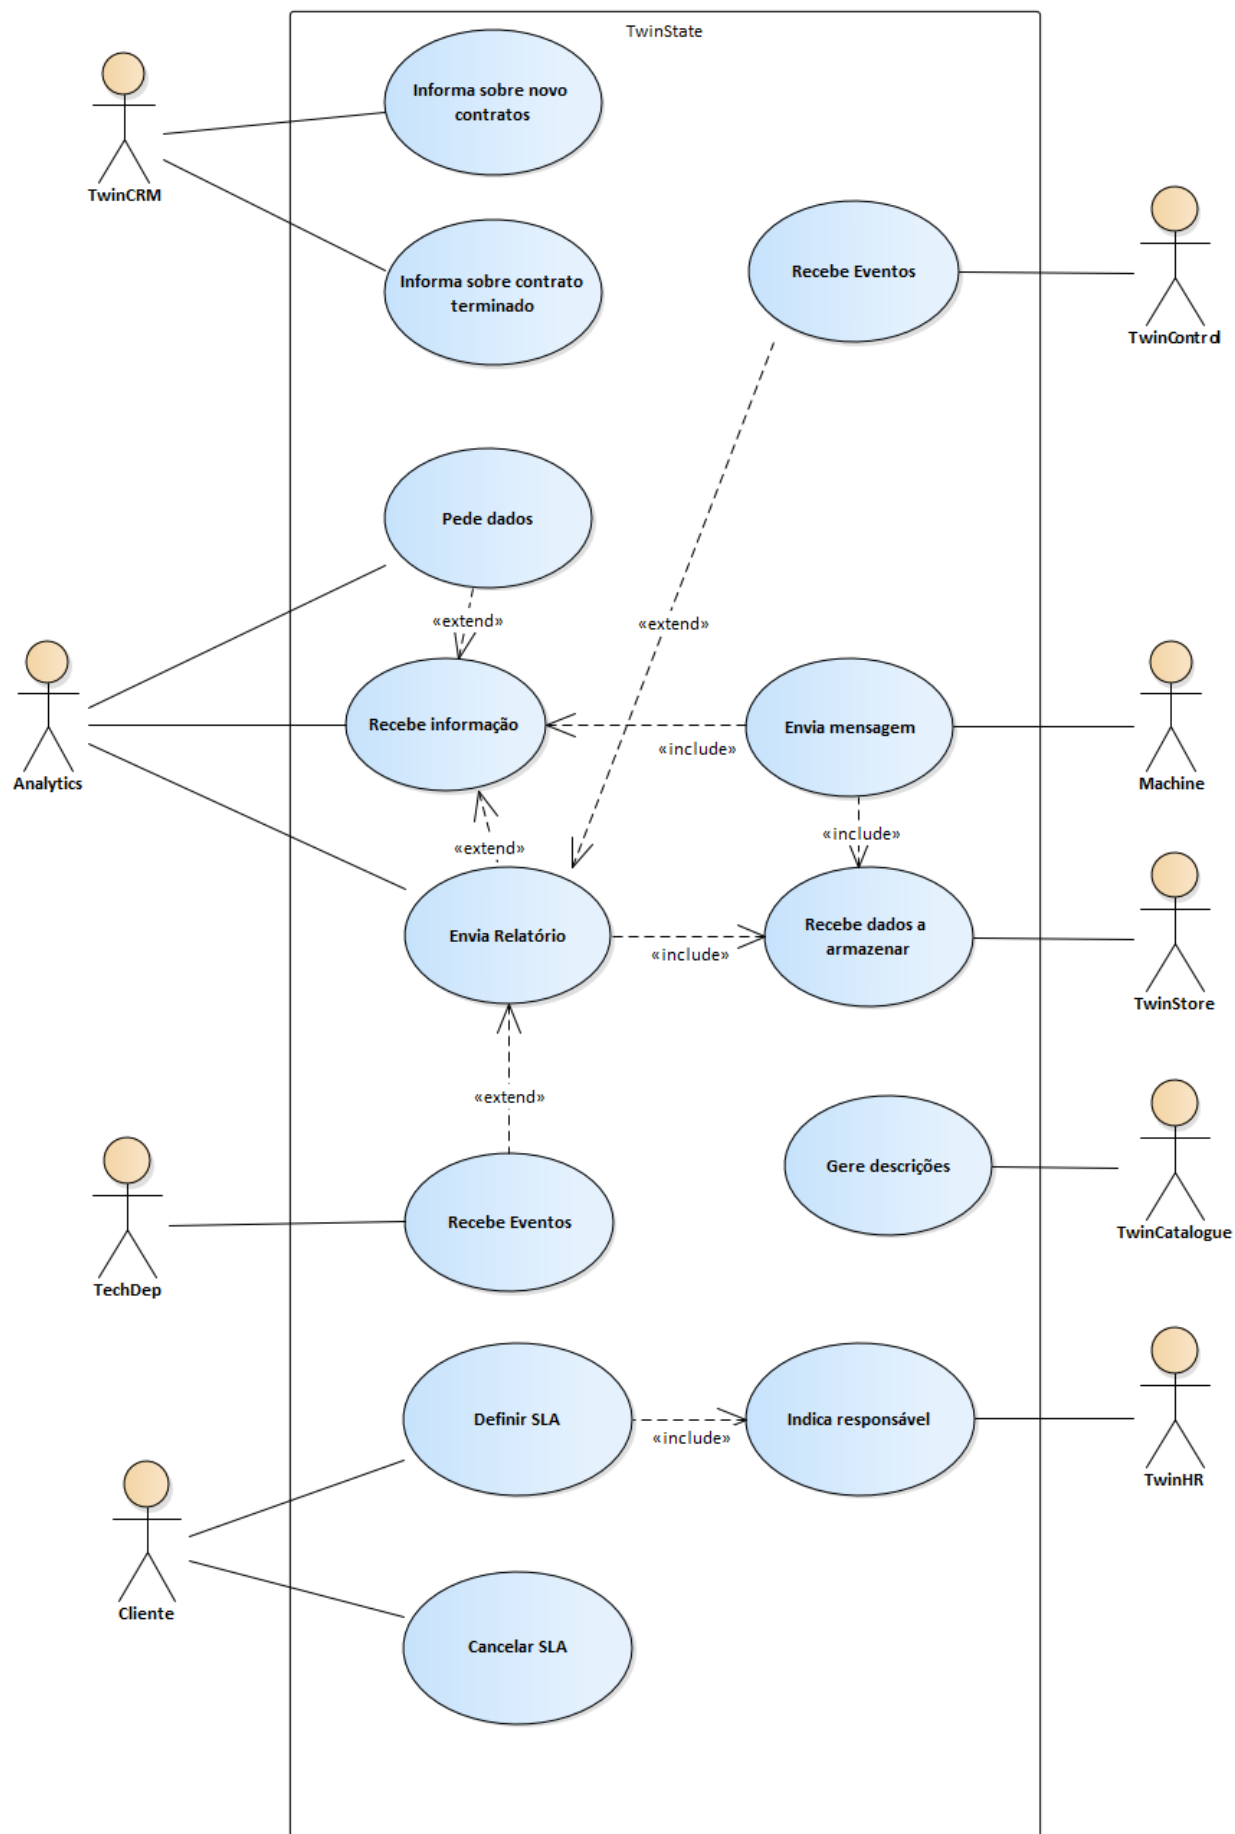 TwinState
Informa sobre novo
contratos
TwinCRM
Informa sobre contrato
terminado
Recebe Eventos
TwinControl
Pede dados
«extend»
«extend»
Recebe informação
Envia mensagem
«include»
Analytics
Machine
«include»
«extend»
Envia Relatório
Recebe dados a
armazenar
«include»
TwinStore
«extend»
Gere descrições
Recebe Eventos
TwinCatalogue
TechDep
Definir SLA
Indica responsável
«include»
TwinHR
Cliente
Cancelar SLA